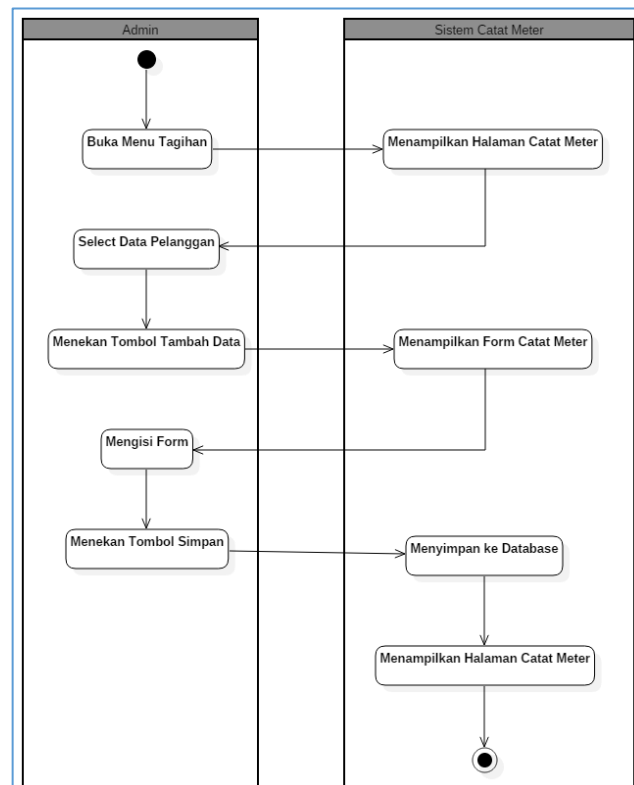 Admin
Sistem Catat Meter
Buka Menu Tagihan
Menampilkan Halaman Catat Meter
Select Data Pelanggan
Menekan Tombol Tambah Data
Menampilkan Form Catat Meter
Mengisi Form
Menekan Tombol Simpan
Menyimpan ke Database
Menampilkan Halaman Catat Meter